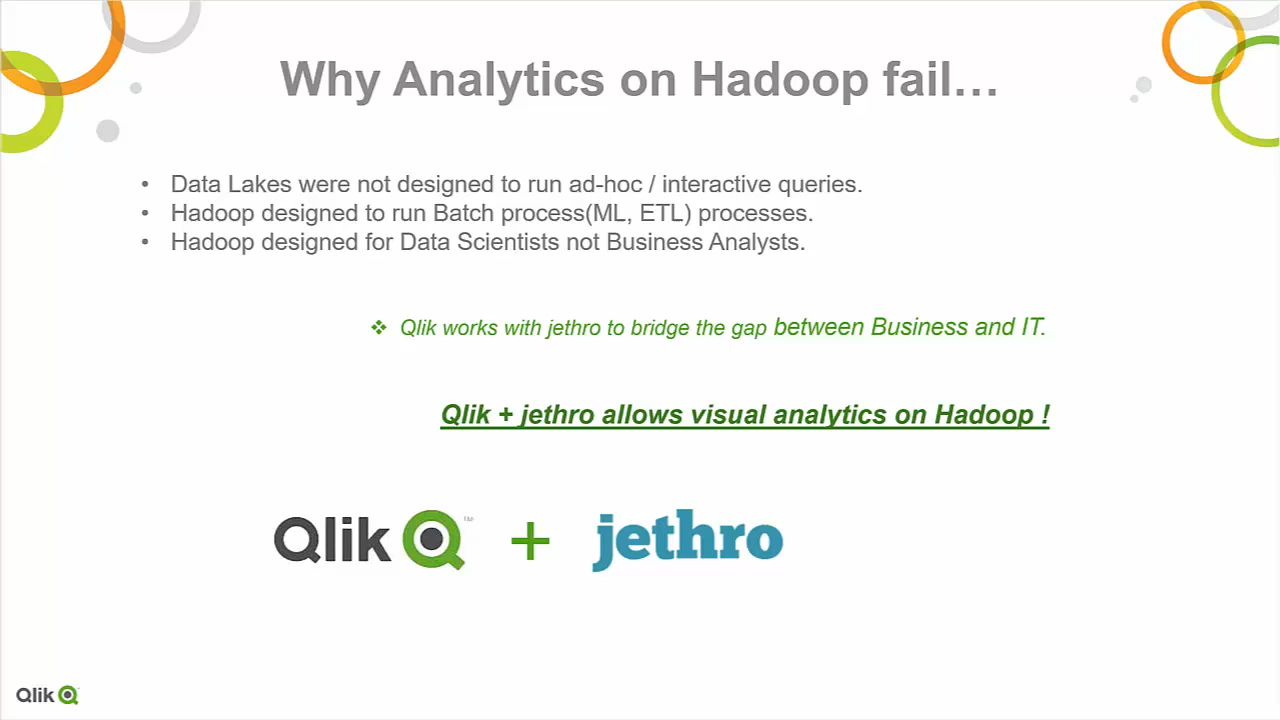 Why Analytics on Hadoop fail…
• Data Lakes were not designed to run ad-hoc / interactive queries.
• Hadoop designed to run Batch process(ML, ETL) processes.
• Hadoop designed for Data Scientists not Business Analysts.
❖ Qlik works with jethro to bridge the gap between Business and IT.
Qlik + jethro allows visual analytics on Hadoop !
Qlik ™ + jethro
Qlik